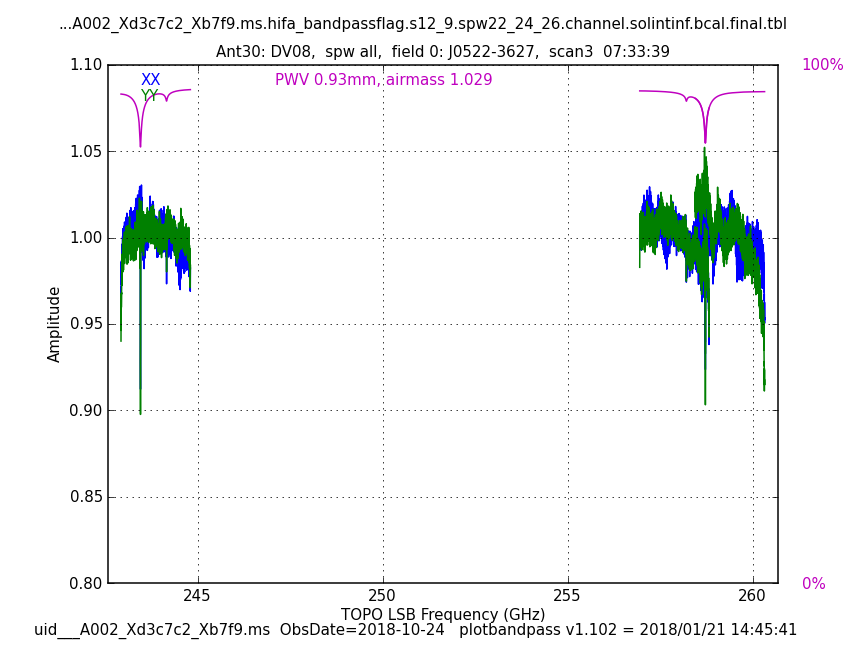 ...A002_Xd3c7c2_Xb7f9.ms.hifa_bandpassflag.s12_9.spw22_24_26.channel.solintinf.bcal.final.tbl
Ant30: DV08,  spw all,  field 0: J0522-3627,  scan3  07:33:39
1.10
100%
XX
PWV 0.93mm, airmass 1.029
YY
1.05
1.00
0.95
Amplitude
0.90
0.85
0.80
0%
245
250
255
260
TOPO LSB Frequency (GHz)
uid___A002_Xd3c7c2_Xb7f9.ms  ObsDate=2018-10-24   plotbandpass v1.102 = 2018/01/21 14:45:41